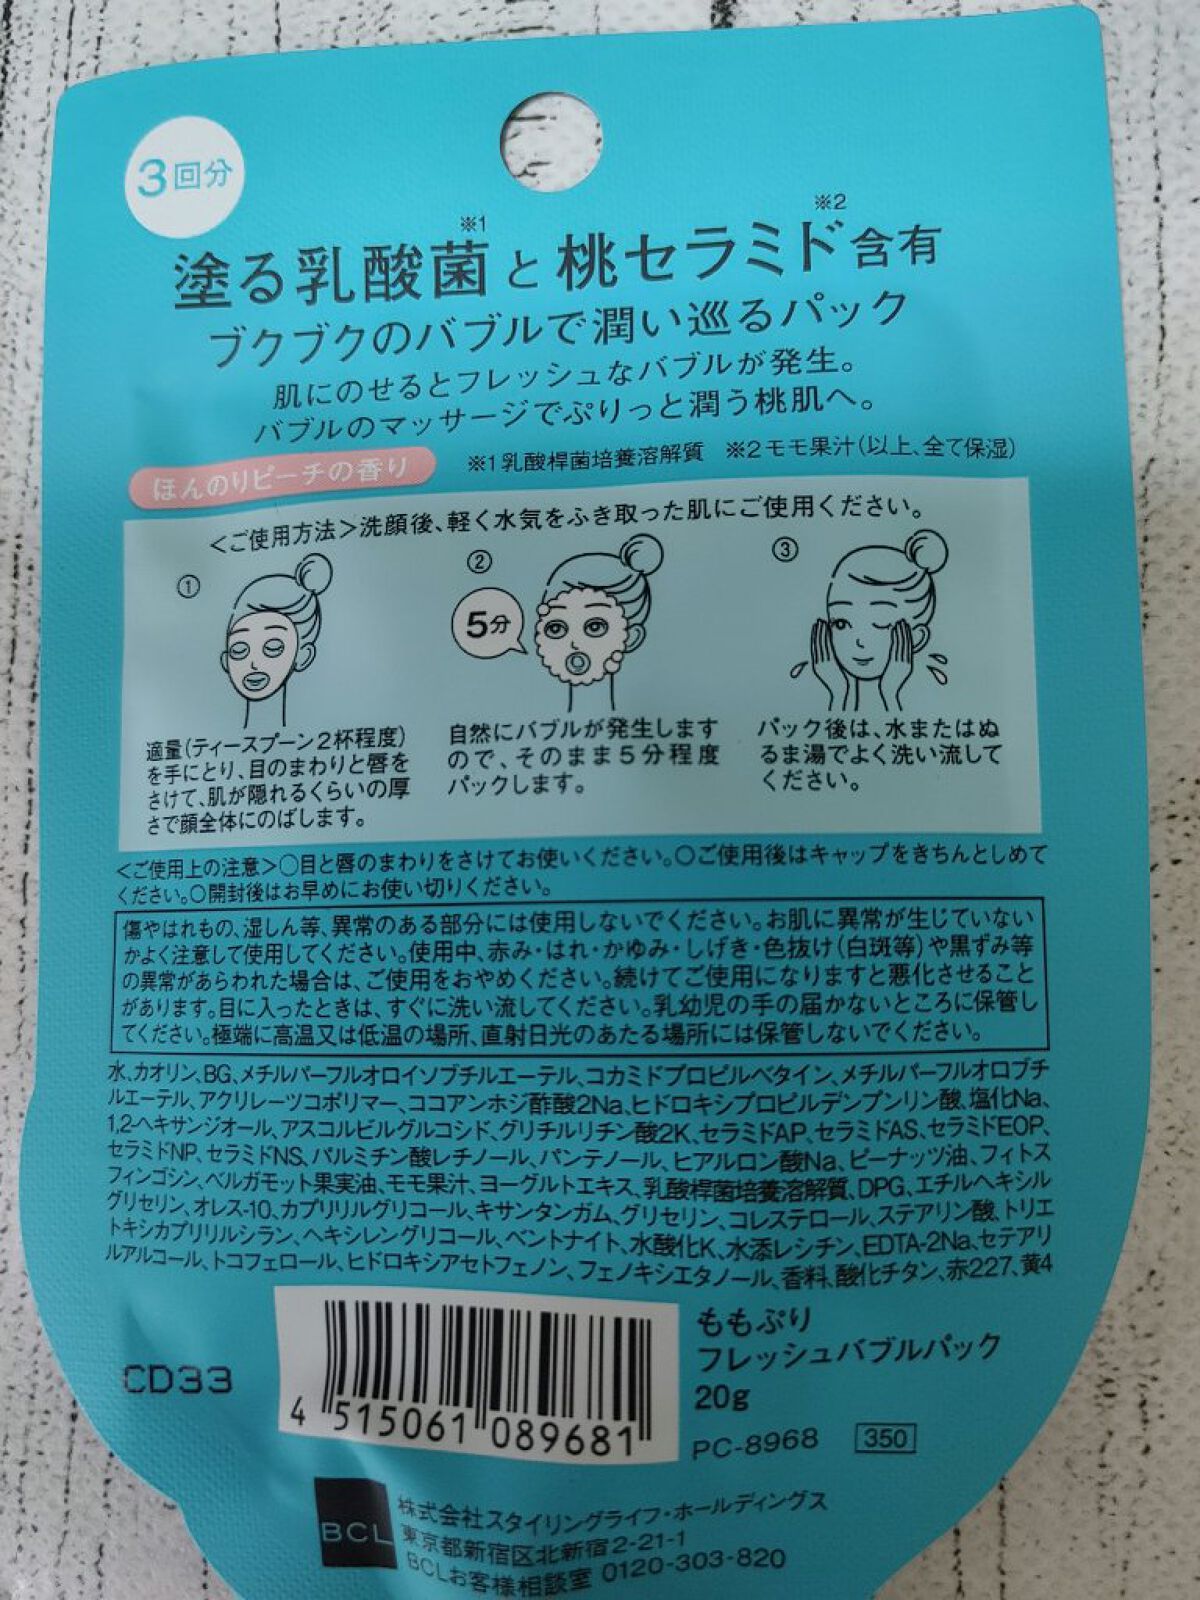 3回分
※1 ※2
塗る乳酸菌と桃セラミド含有
ブクブクのバブルで潤い巡るパック
肌にのせるとフレッシュなバブルが発生。
バブルのマッサージでぷりっと潤う桃肌へ。
ほんのりピーチの香り
※1乳酸桿菌培養溶解質 ※2モモ果汁(以上、全て保湿)
<ご使用方法>洗顔後、軽く水気をふき取った肌にご使用ください。
①
適量(ティースプーン2杯程度)
を手にとり、目のまわりと唇を
さけて、肌が隠れるくらいの厚
さで顔全体にのばします。
②
5分
自然にバブルが発生します
ので、そのまま5分程度
パックします。
③
パック後は、水またはぬ
るま湯でよく洗い流して
ください。
<ご使用上の注意>○目と唇のまわりをさけてお使いください。○ご使用後はキャップをきちんとしめて
ください。○開封後はお早めにお使い切りください。
傷やはれもの、湿しん等、異常のある部分には使用しないでください。お肌に異常が生じていない
かよく注意して使用してください。使用中、赤み・はれ・かゆみ・しげき・色抜け(白斑等)や黒ずみ等
の異常があらわれた場合は、ご使用をおやめください。続けてご使用になりますと悪化させること
があります。目に入ったときは、すぐに洗い流してください。乳幼児の手の届かないところに保管し
てください。極端に高温又は低温の場所、直射日光のあたる場所には保管しないでください。
水、カオリン、BG、メチルパーフルオロイソブチルエーテル、コカミドプロピルベタイン、メチルパーフルオロブチ
ルエーテル、アクリレーツコポリマー、ココアンホジ酢酸2Na、ヒドロキシプロピルデンプンリン酸、塩化Na、
1,2-ヘキサンジオール、アスコルビルグルコシド、グリチルリチン酸2K、セラミドAP、セラミドAS、セラミドEOP、
セラミドNP、セラミドNS、パルミチン酸レチノール、パンテノール、ヒアルロン酸Na、ピーナッツ油、フィトス
フィンゴシン、ベルガモット果実油、モモ果汁、ヨーグルトエキス、乳酸桿菌培養溶解質、DPG、エチルヘキシル
グリセリン、オレス-10、カプリリルグリコール、キサンタンガム、グリセリン、コレステロール、ステアリン酸、トリエ
トキシカプリリルシラン、ヘキシレングリコール、ベントナイト、水酸化K、水添レシチン、EDTA-2Na、セテアリ
ルアルコール、トコフェロール、ヒドロキシアセトフェノン、フェノキシエタノール、香料、酸化チタン、赤227、黄4
CD33
4 515061 089681
ももぷり
フレッシュバブルパック
20g
PC-8968 350
BCL
株式会社スタイリングライフ・ホールディングス
東京都新宿区北新宿2-21-1
BCLお客様相談室 0120-303-820